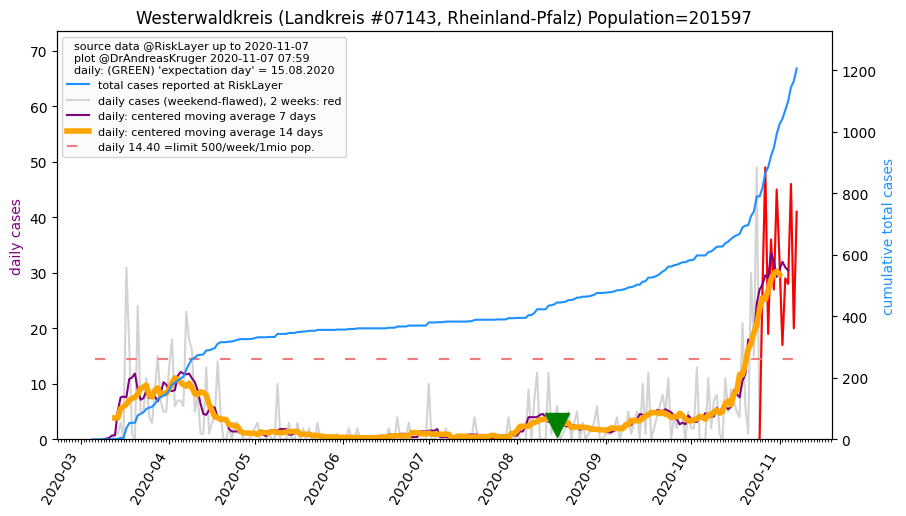 Westerwaldkreis (Landkreis #07143, Rheinland-Pfalz) Population=201597
source data @RiskLayer up to 2020-11-07
plot @DrAndreasKruger 2020-11-07 07:59
daily: (GREEN) 'expectation day' = 15.08.2020
total cases reported at RiskLayer
daily cases (weekend-flawed), 2 weeks: red
daily: centered moving average 7 days
daily: centered moving average 14 days
daily 14.40 =limit 500/week/1mio pop.
daily cases
70
60
50
40
30
20
10
0
cumulative total cases
1200
1000
800
600
400
200
0
2020-03
2020-04
2020-05
2020-06
2020-07
2020-08
2020-09
2020-10
2020-11